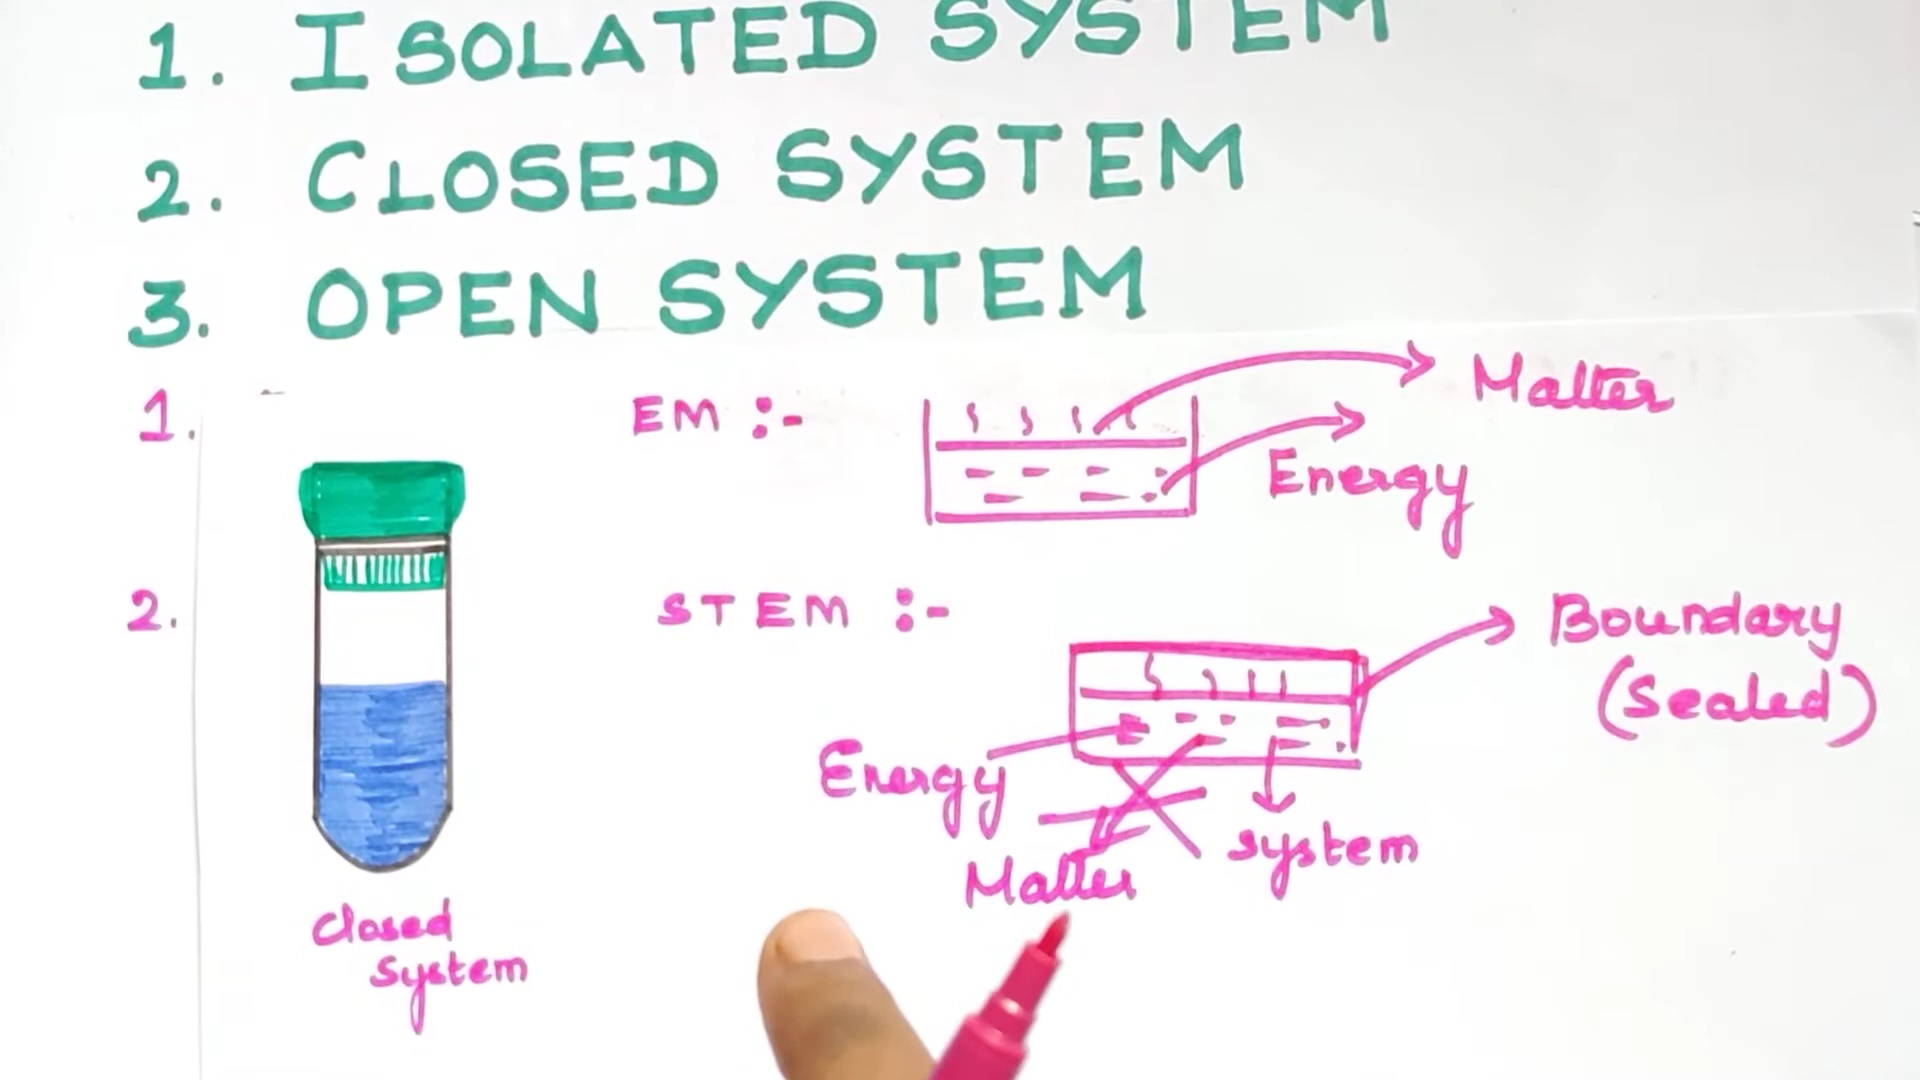 1. ISOLATED SYSTEM
2. CLOSED SYSTEM
3. OPEN SYSTEM
1. EM :-
Matter
Energy
2. STEM :-
Boundary
(Sealed)
Energy
Matter
system
Closed
System